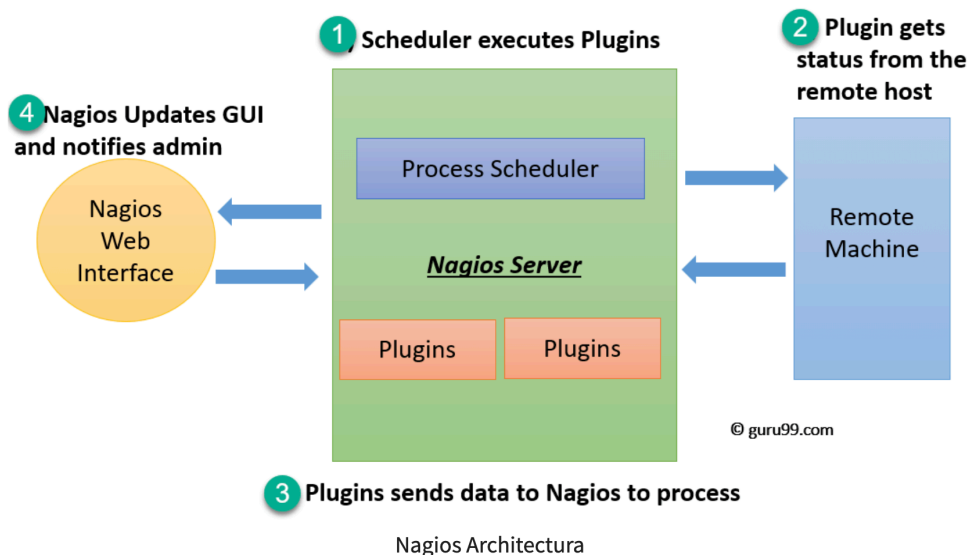 1 Scheduler executes Plugins
2 Plugin gets
status from the
remote host
4 Nagios Updates GUI
and notifies admin
Process Scheduler
Nagios
Web
Interface
Nagios Server
Remote
Machine
Plugins
Plugins
© guru99.com
3 Plugins sends data to Nagios to process
Nagios Architectura